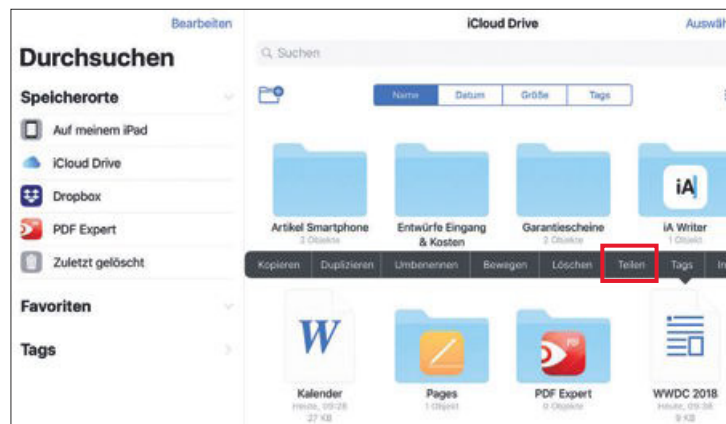 Bearbeiten
Durchsuchen
Speicherorte
Auf meinem iPad
iCloud Drive
Dropbox
PDF Expert
Zuletzt gelöscht
Favoriten
Tags
iCloud Drive
Auswäh
Suchen
Name Datum Größe Tags
Artikel Smartphone
2 Objekte
Entwürfe Eingang
& Kosten
Garantiescheine
2 Objekte
iA
iA Writer
1 Objekt
Kopieren Duplizieren Umbenennen Bewegen Löschen Teilen Tags In
W
Kalender
Heute, 09:28
27 KB
Pages
1 Objekt
PDF
PDF Expert
0 Objekte
WWDC 2018
Heute, 09:38
9 KB